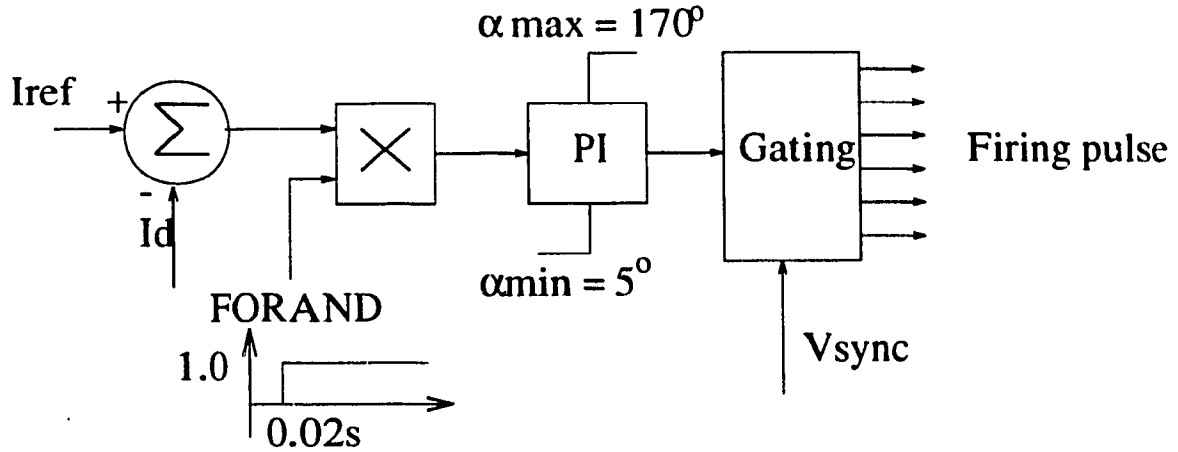 α max = 170°
Iref
+
Σ
-
Id
×
PI
Gating
Firing pulse
αmin = 5°
FORAND
1.0
0.02s
Vsync